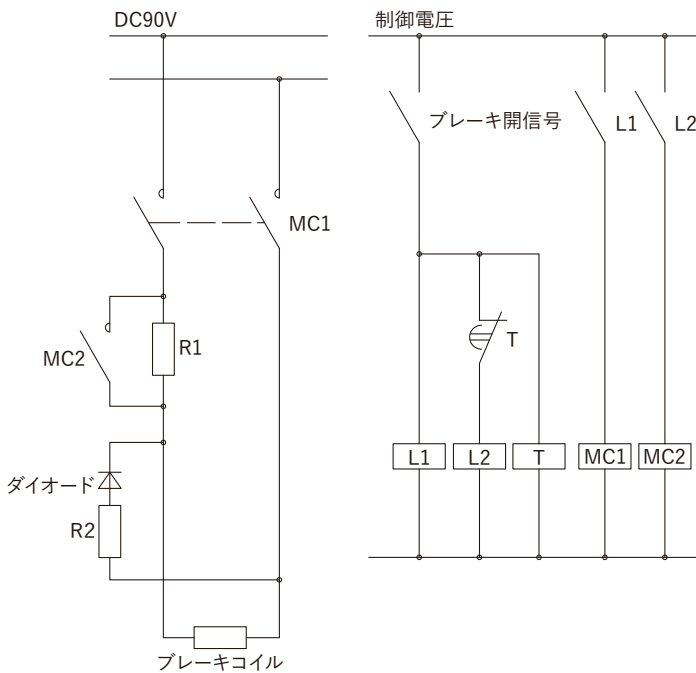 DC90V
MC1
MC2
R1
ダイオード
R2
ブレーキコイル
制御電圧
ブレーキ開信号
L1
L2
T
L1
L2
T
MC1
MC2